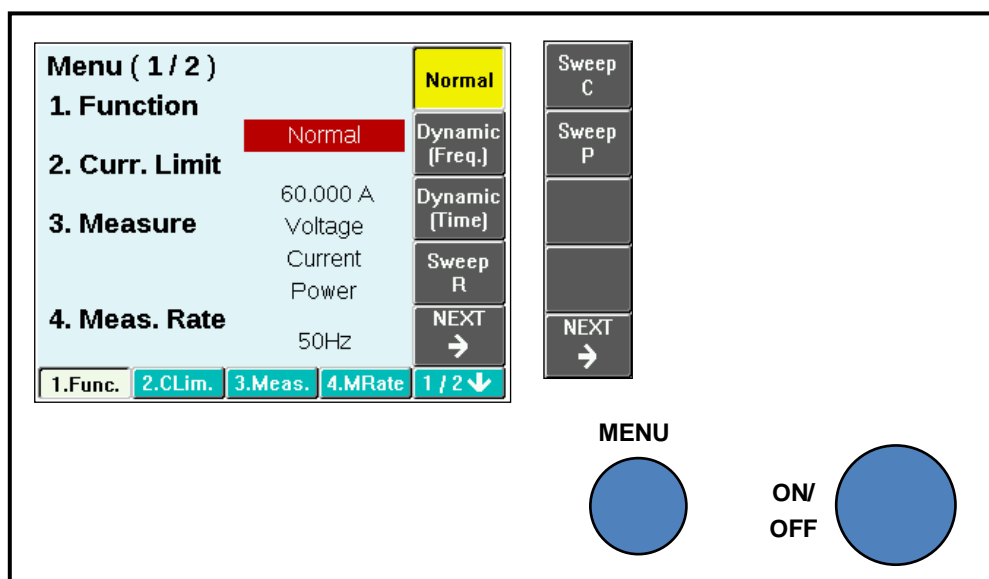 Menu ( 1 / 2 )
1. Function
Normal
2. Curr. Limit
60.000 A
3. Measure
Voltage
Current
Power
4. Meas. Rate
50Hz
1.Func. 2.CLim. 3.Meas. 4.MRate 1 / 2
Normal
Dynamic
(Freq.)
Dynamic
(Time)
Sweep
R
NEXT
Sweep
C
Sweep
P
NEXT
MENU
ON/
OFF